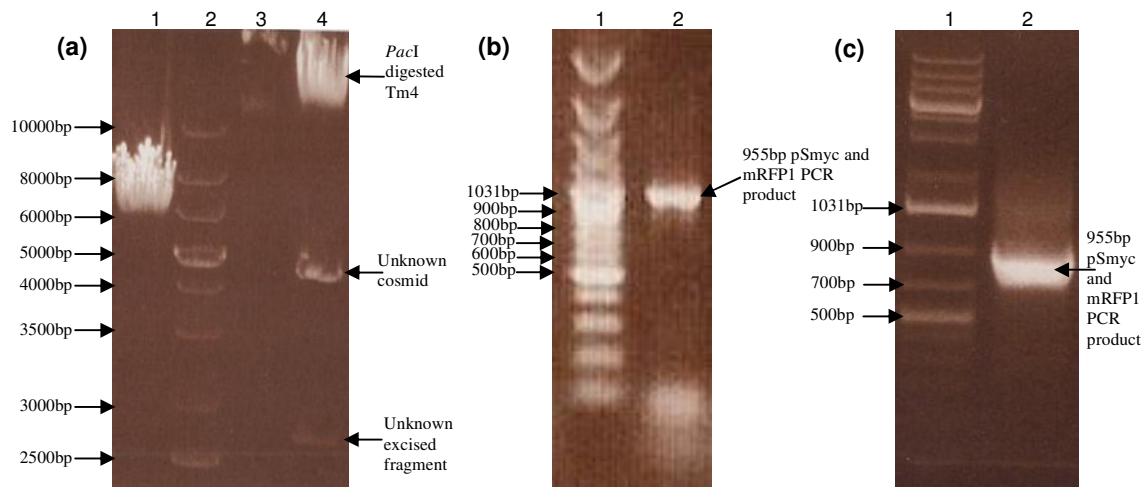 (a)
1 2 3 4
10000bp
8000bp
6000bp
5000bp
4000bp
3500bp
3000bp
2500bp
PacI
digested
Tm4
Unknown
cosmid
Unknown
excised
fragment
(b)
1 2
1031bp
900bp
800bp
700bp
600bp
500bp
955bp pSmyc and
mRFP1 PCR
product
(c)
1 2
1031bp
900bp
700bp
500bp
955bp
pSmyc
and
mRFP1
PCR
product